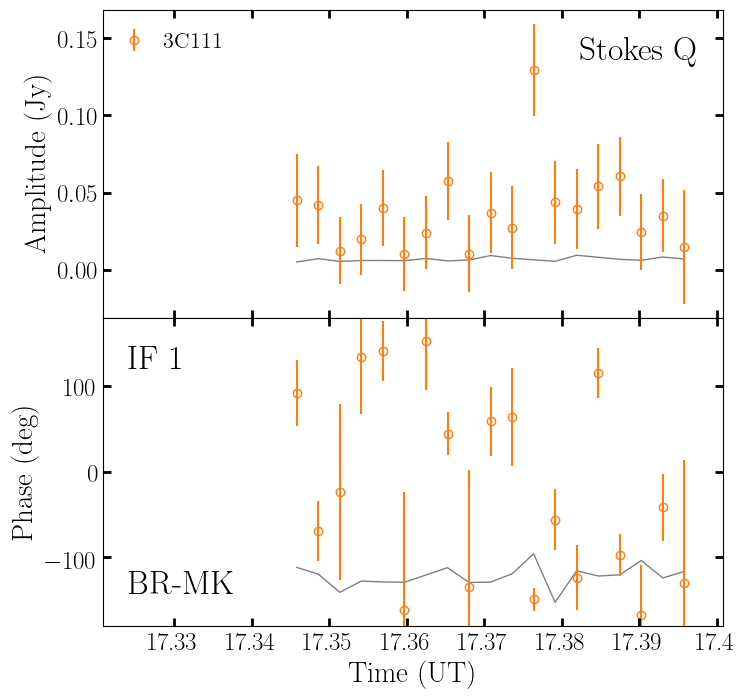 3C111
Stokes Q
0.15
0.10
0.05
0.00
Amplitude (Jy)
IF 1
100
0
−100
Phase (deg)
BR-MK
17.33 17.34 17.35 17.36 17.37 17.38 17.39 17.4
Time (UT)